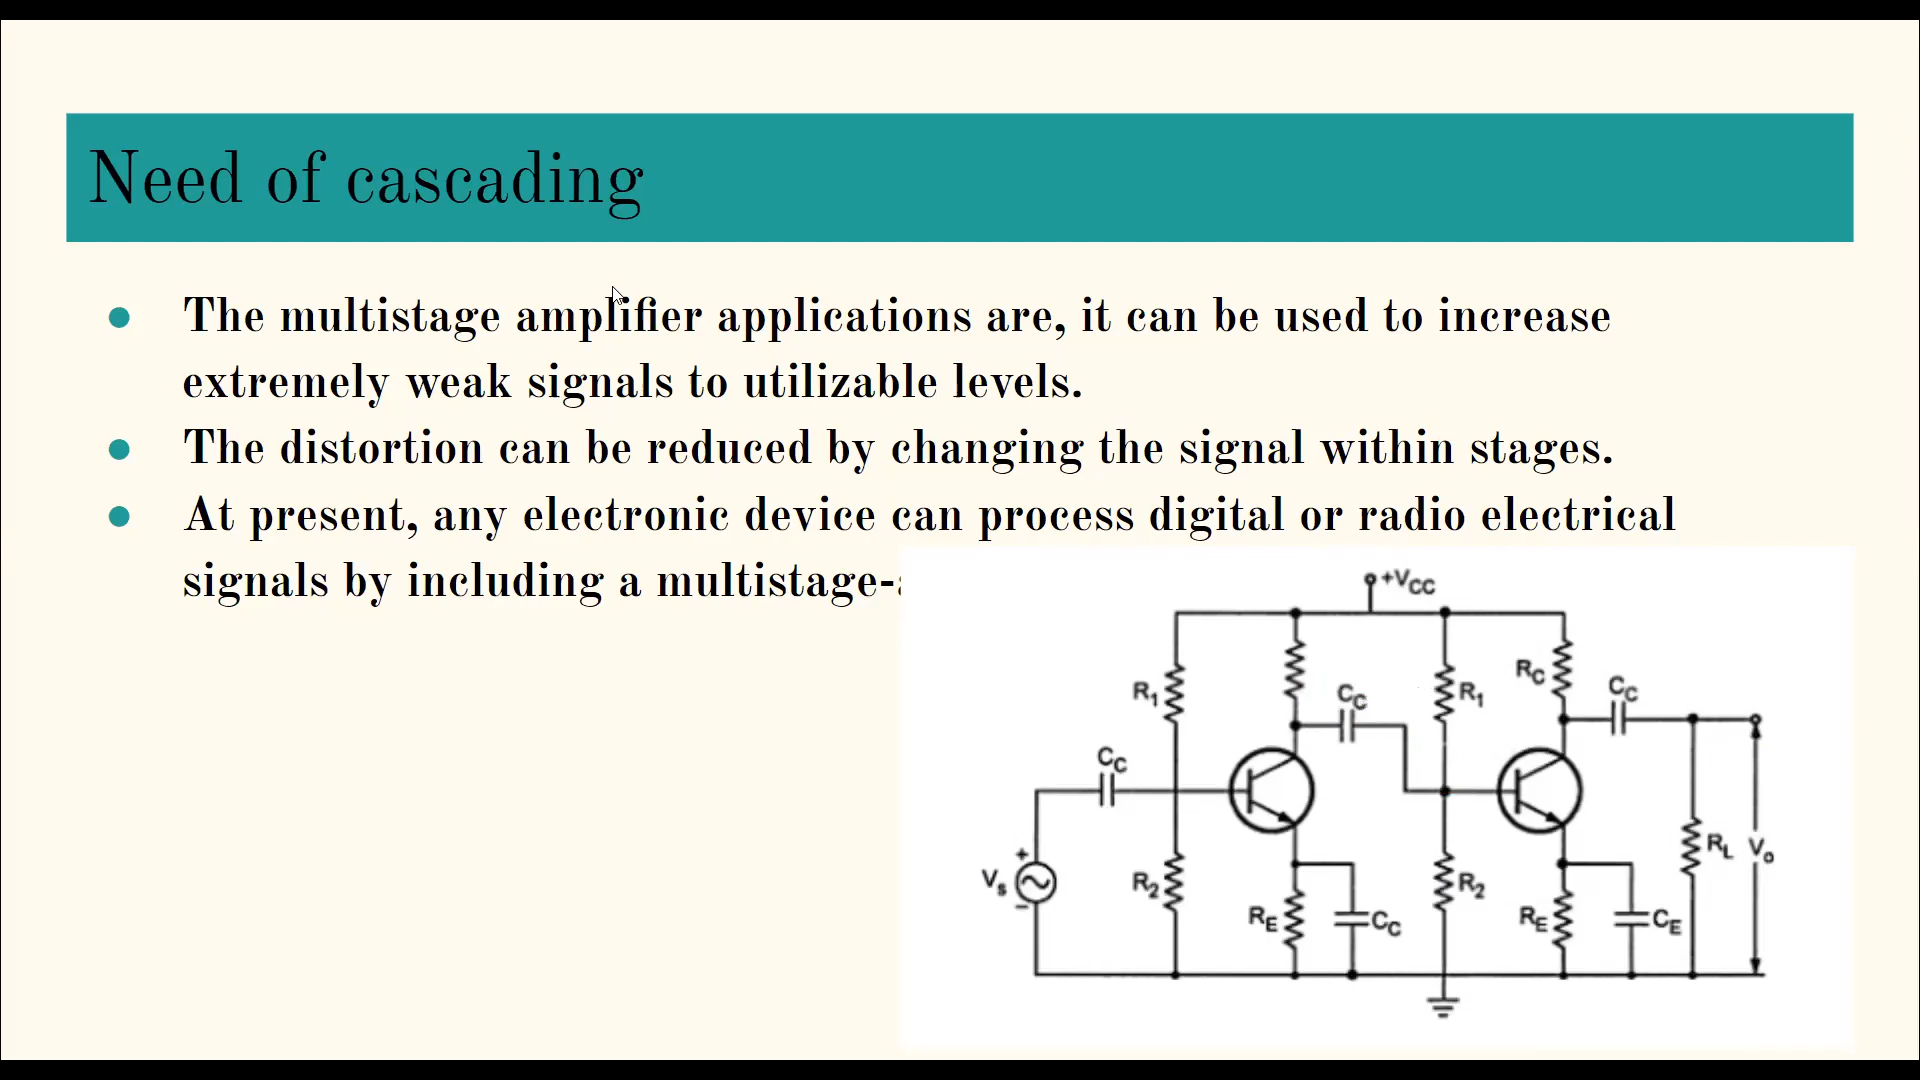 Need of cascading
The multistage amplifier applications are, it can be used to increase
extremely weak signals to utilizable levels.
The distortion can be reduced by changing the signal within stages.
At present, any electronic device can process digital or radio electrical
signals by including a multistage-
+VCC
R1
CC
R1
RC
CC
CC
Vs
+
−
R2
RE
CC
R2
RE
CE
RL
Vo